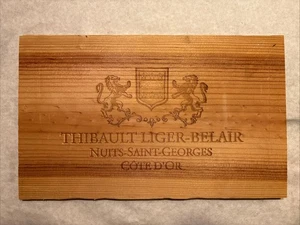 THIBAULT LIGER-BELAIR
NUITS-SAINT-GEORGES
CÔTE D'OR